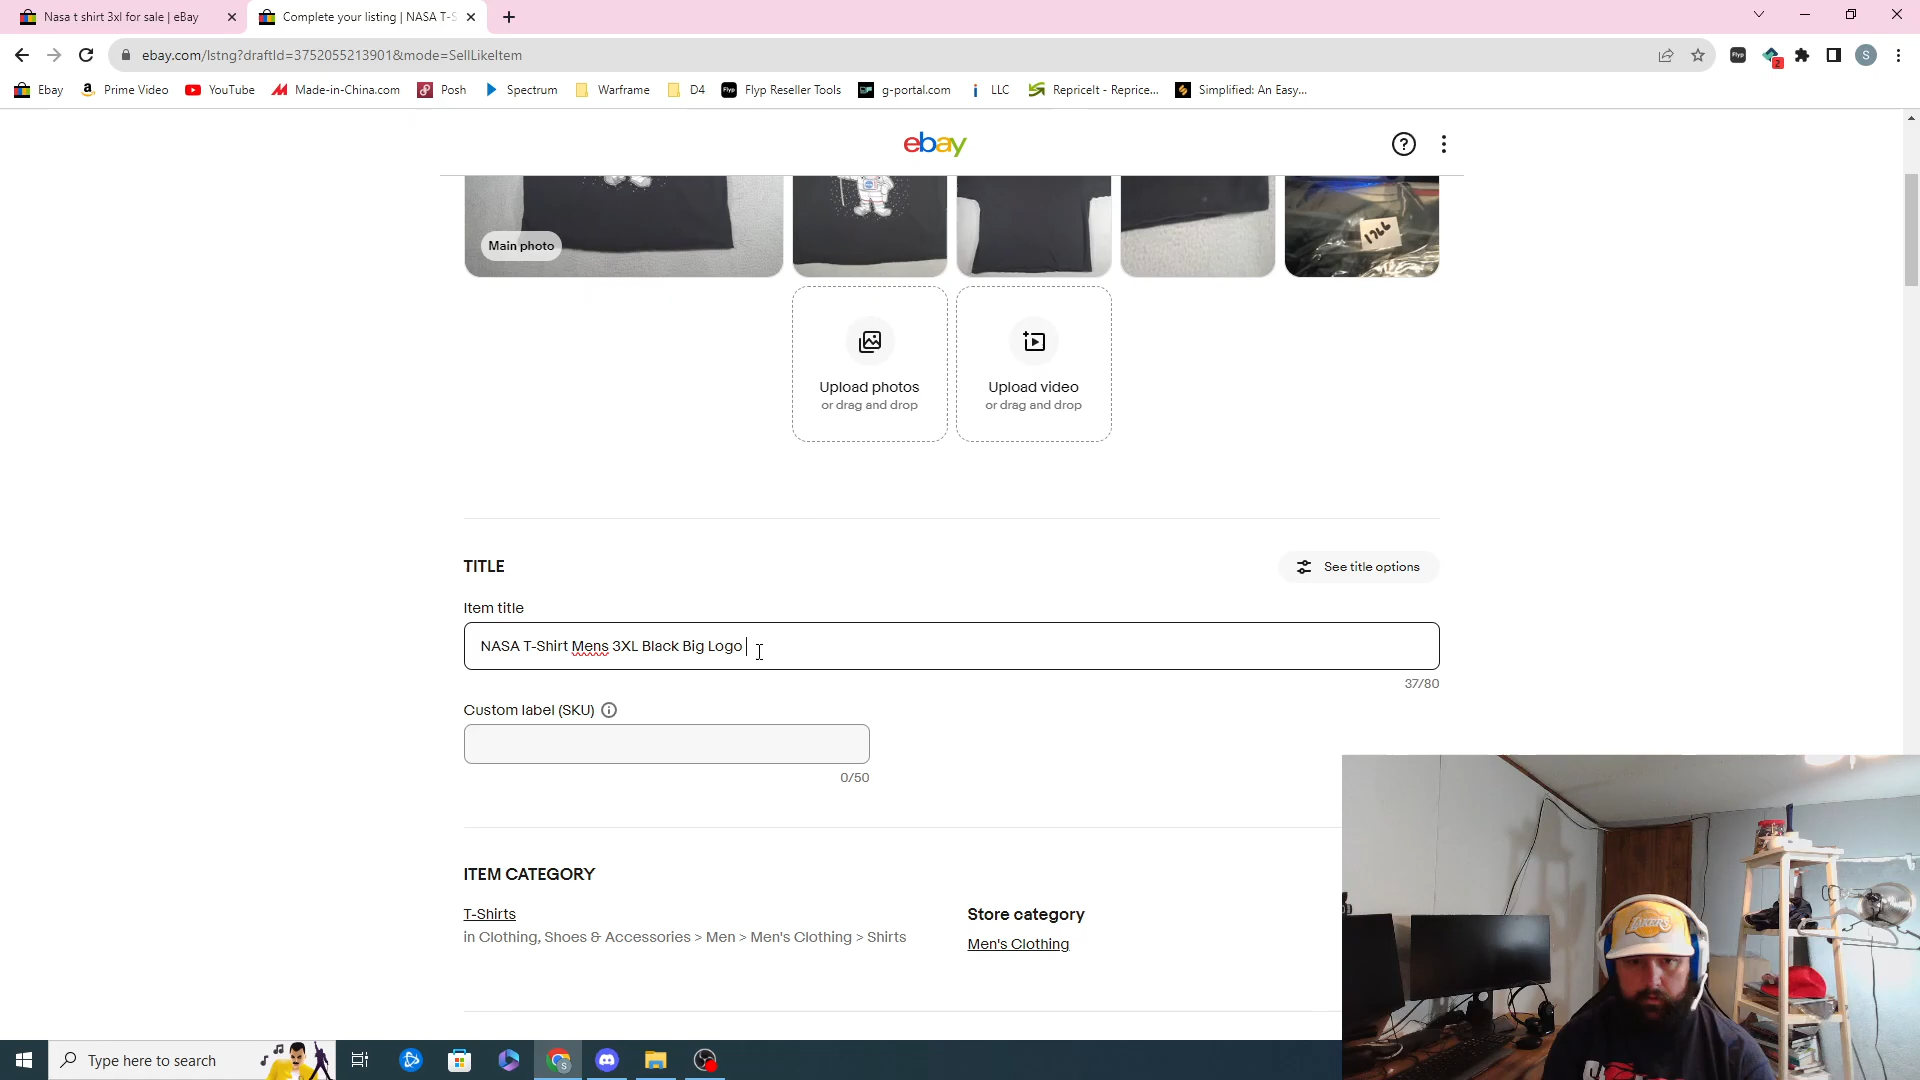 Nasa t shirt 3xl for sale | eBay
Complete your listing | NASA T-S
ebay.com/lstng?draftId=3752055213901&mode=SellLikeItem
S
Ebay
Prime Video
YouTube
Made-in-China.com
Posh
Spectrum
Warframe
D4
Flyp Reseller Tools
g-portal.com
LLC
RepriceIt - Reprice...
Simplified: An Easy...
ebay
Main photo
1766
Upload photos
or drag and drop
Upload video
or drag and drop
TITLE
See title options
Item title
NASA T-Shirt Mens 3XL Black Big Logo
37/80
Custom label (SKU)
0/50
ITEM CATEGORY
T-Shirts
in Clothing, Shoes & Accessories > Men > Men's Clothing > Shirts
Store category
Men's Clothing
Type here to search